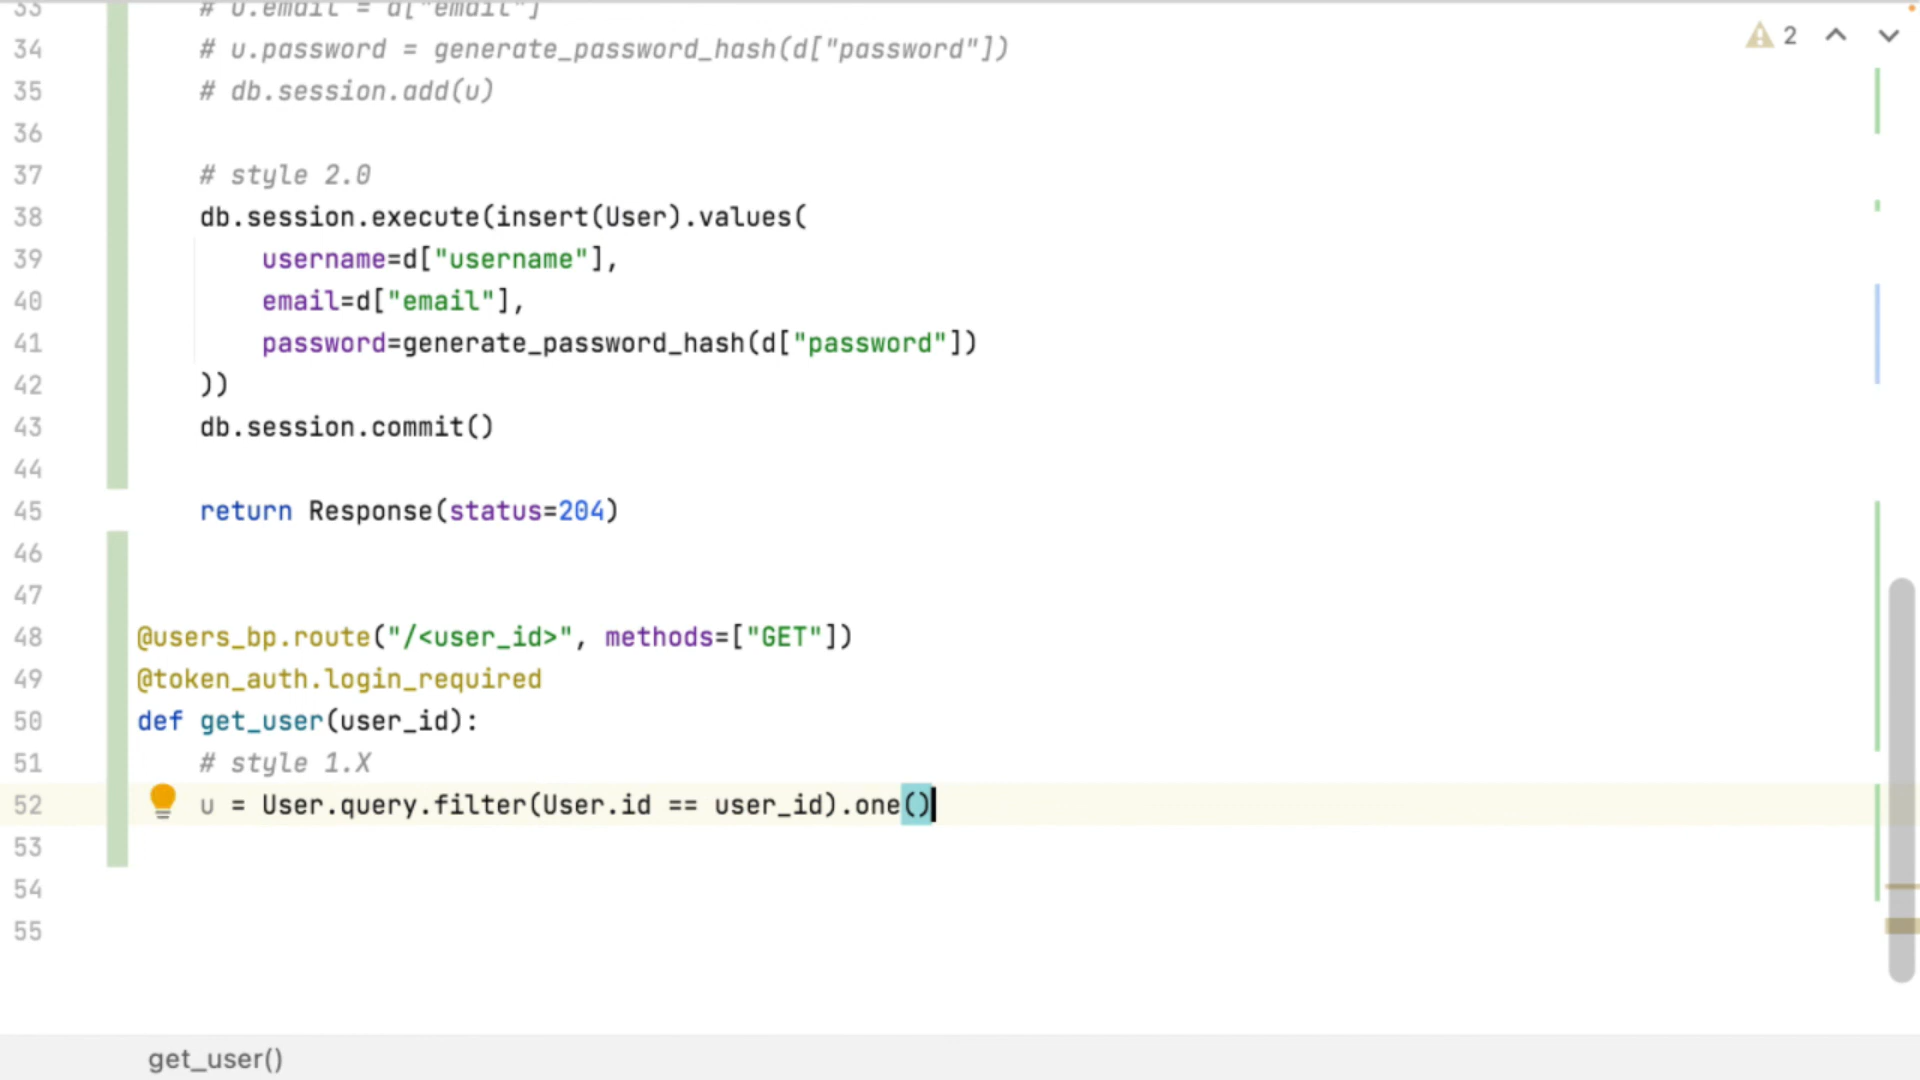 33 # u.email = d["email"]
34 # u.password = generate_password_hash(d["password"])
35 # db.session.add(u)
36
37 # style 2.0
38 db.session.execute(insert(User).values(
39 username=d["username"],
40 email=d["email"],
41 password=generate_password_hash(d["password"])
42 ))
43 db.session.commit()
44
45 return Response(status=204)
46
47
48 @users_bp.route("/<user_id>", methods=["GET"])
49 @token_auth.login_required
50 def get_user(user_id):
51 # style 1.X
52 u = User.query.filter(User.id == user_id).one()
53
54
55
2
get_user()